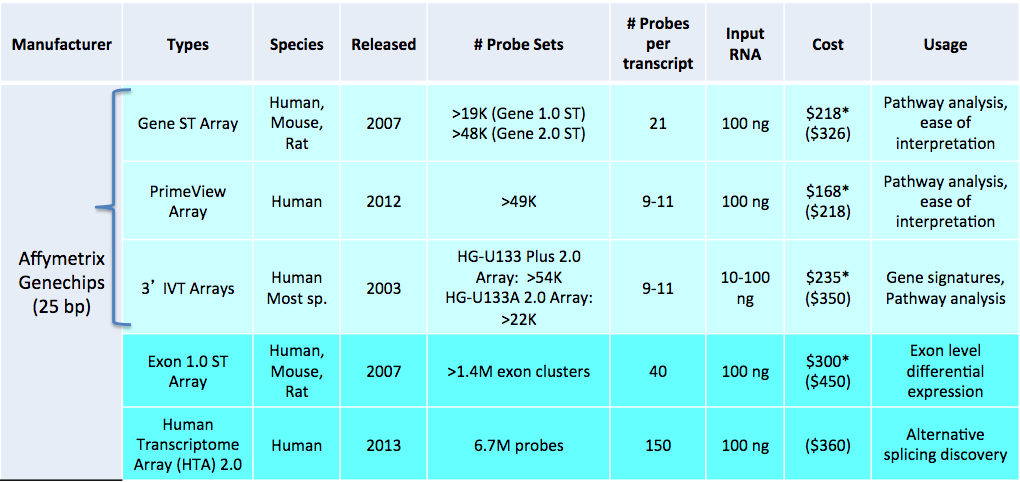 Manufacturer
Types
Species
Released
# Probe Sets
# Probes
per
transcript
Input
RNA
Cost
Usage
Affymetrix
Genechips
(25 bp)
Gene ST Array
Human,
Mouse,
Rat
2007
>19K (Gene 1.0 ST)
>48K (Gene 2.0 ST)
21
100 ng
$218*
($326)
Pathway analysis,
ease of
interpretation
PrimeView
Array
Human
2012
>49K
9-11
100 ng
$168*
($218)
Pathway analysis,
ease of
interpretation
3’ IVT Arrays
Human
Most sp.
2003
HG-U133 Plus 2.0
Array: >54K
HG-U133A 2.0 Array:
>22K
9-11
10-100
ng
$235*
($350)
Gene signatures,
Pathway analysis
Exon 1.0 ST
Array
Human,
Mouse,
Rat
2007
>1.4M exon clusters
40
100 ng
$300*
($450)
Exon level
differential
expression
Human
Transcriptome
Array (HTA) 2.0
Human
2013
6.7M probes
150
100 ng
($360)
Alternative
splicing discovery